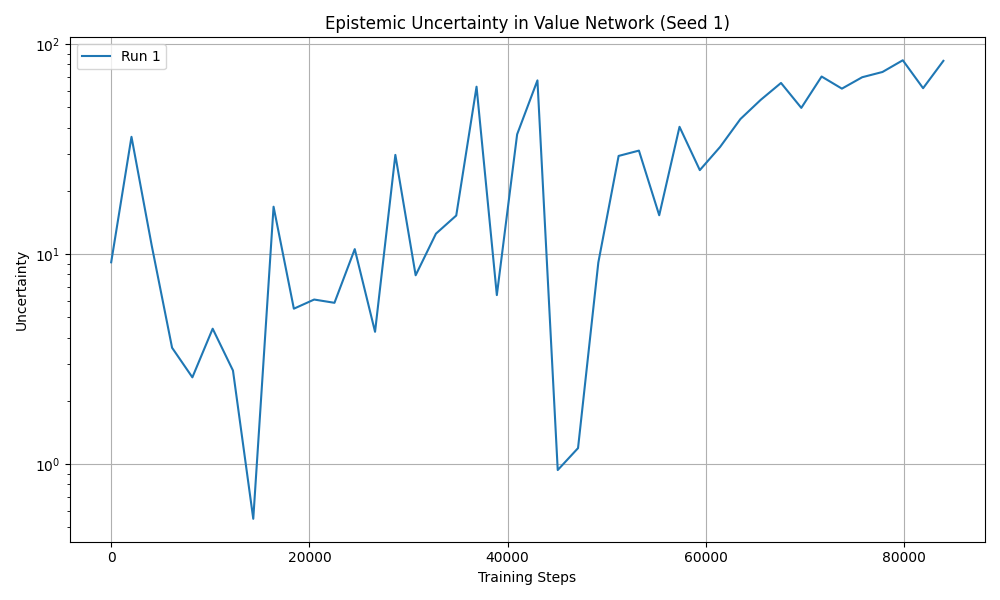 Epistemic Uncertainty in Value Network (Seed 1)
Run 1
Uncertainty
10²
10¹
10⁰
0 20000 40000 60000 80000
Training Steps